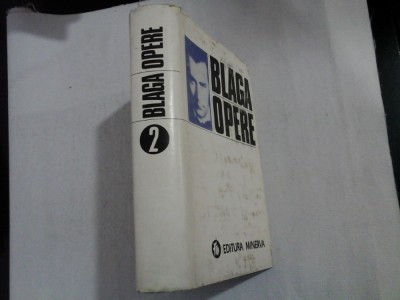 BLAGA OPERE
2
BLAGA
OPERE
EDITURA MINERVA